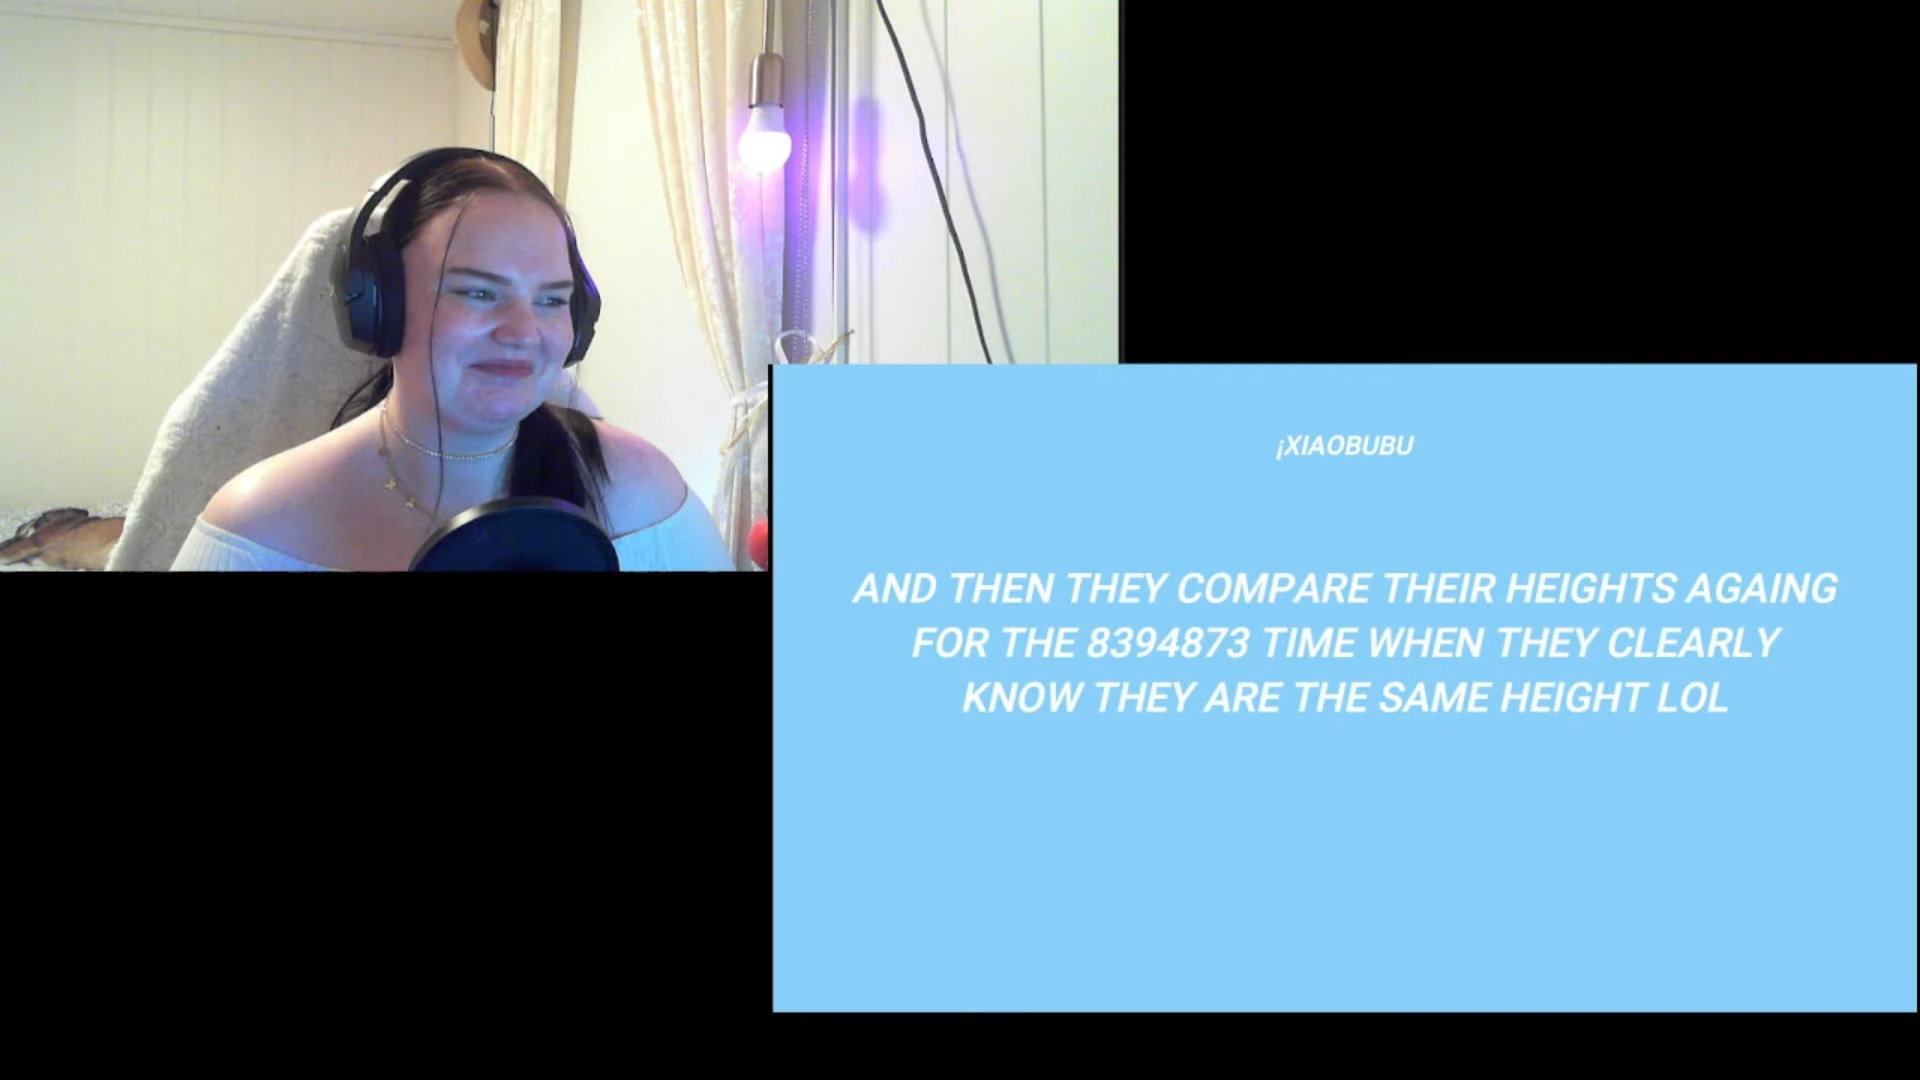 ¡XIAOBUBU
AND THEN THEY COMPARE THEIR HEIGHTS AGAING
FOR THE 8394873 TIME WHEN THEY CLEARLY
KNOW THEY ARE THE SAME HEIGHT LOL